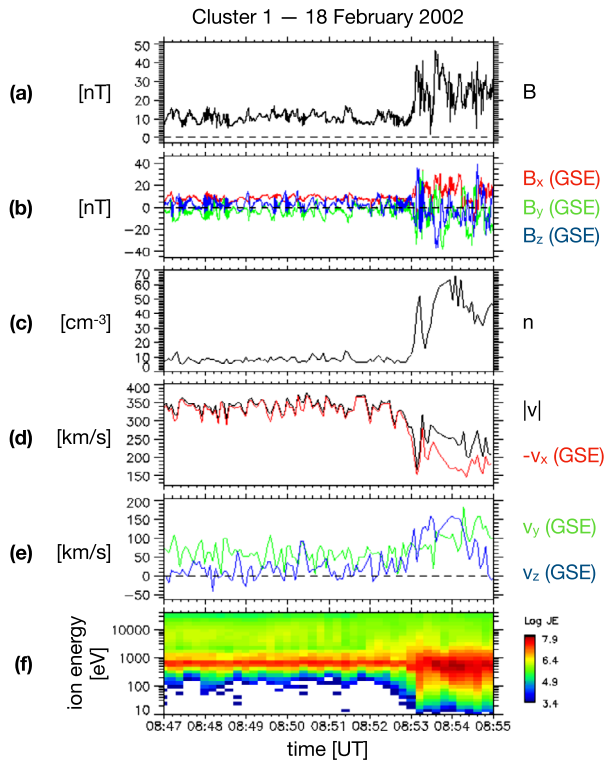 Cluster 1 — 18 February 2002
(a) [nT] 50 40 30 20 10 0 B
(b) [nT] 40 20 0 −20 −40 Bx (GSE)
By (GSE)
Bz (GSE)
(c) [cm-3] 70 60 50 40 30 20 10 0 n
(d) [km/s] 400 350 300 250 200 150 |v|
-vx (GSE)
(e) [km/s] 200 150 100 50 0 −50 vy (GSE)
vz (GSE)
(f) ion energy
[eV] 10000 1000 100 10 Log JE
7.9
6.4
4.9
3.4
08:47 08:48 08:49 08:50 08:51 08:52 08:53 08:54 08:55
time [UT]